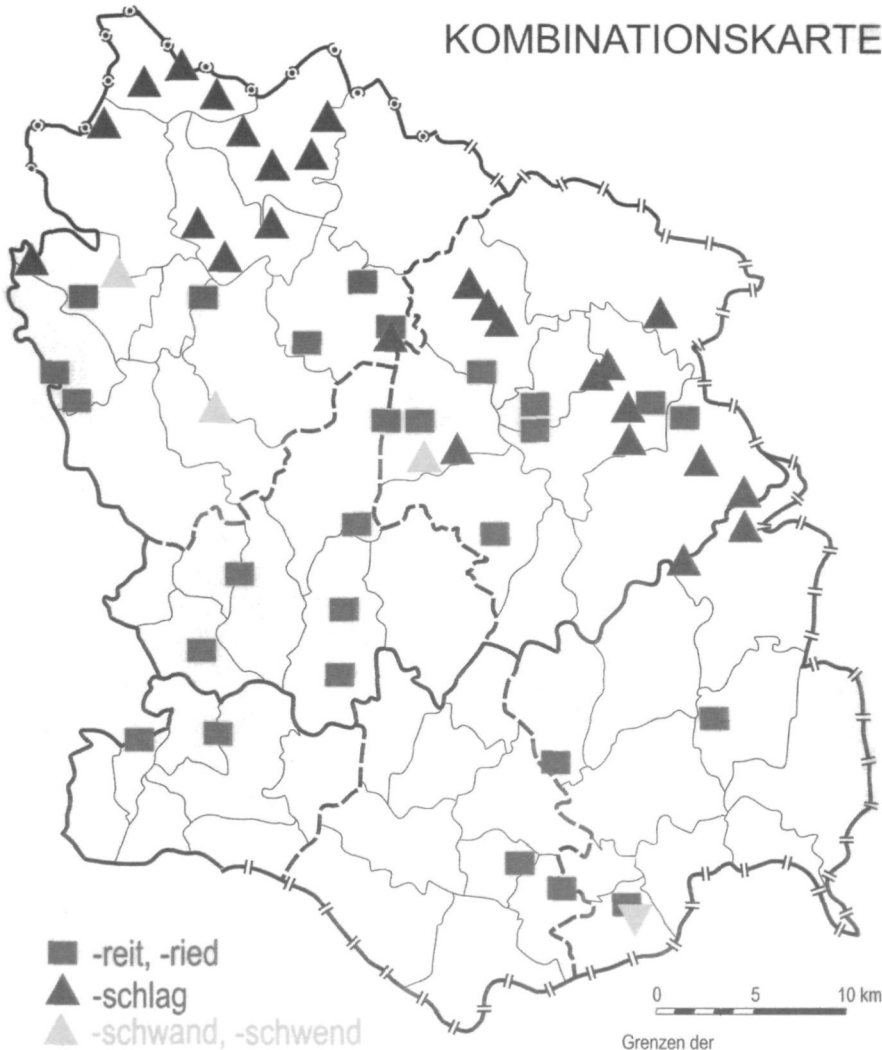 KOMBINATIONSKARTE
-reit, -ried
-schlag
-schwand, -schwend
0 5 10 km
Grenzen der